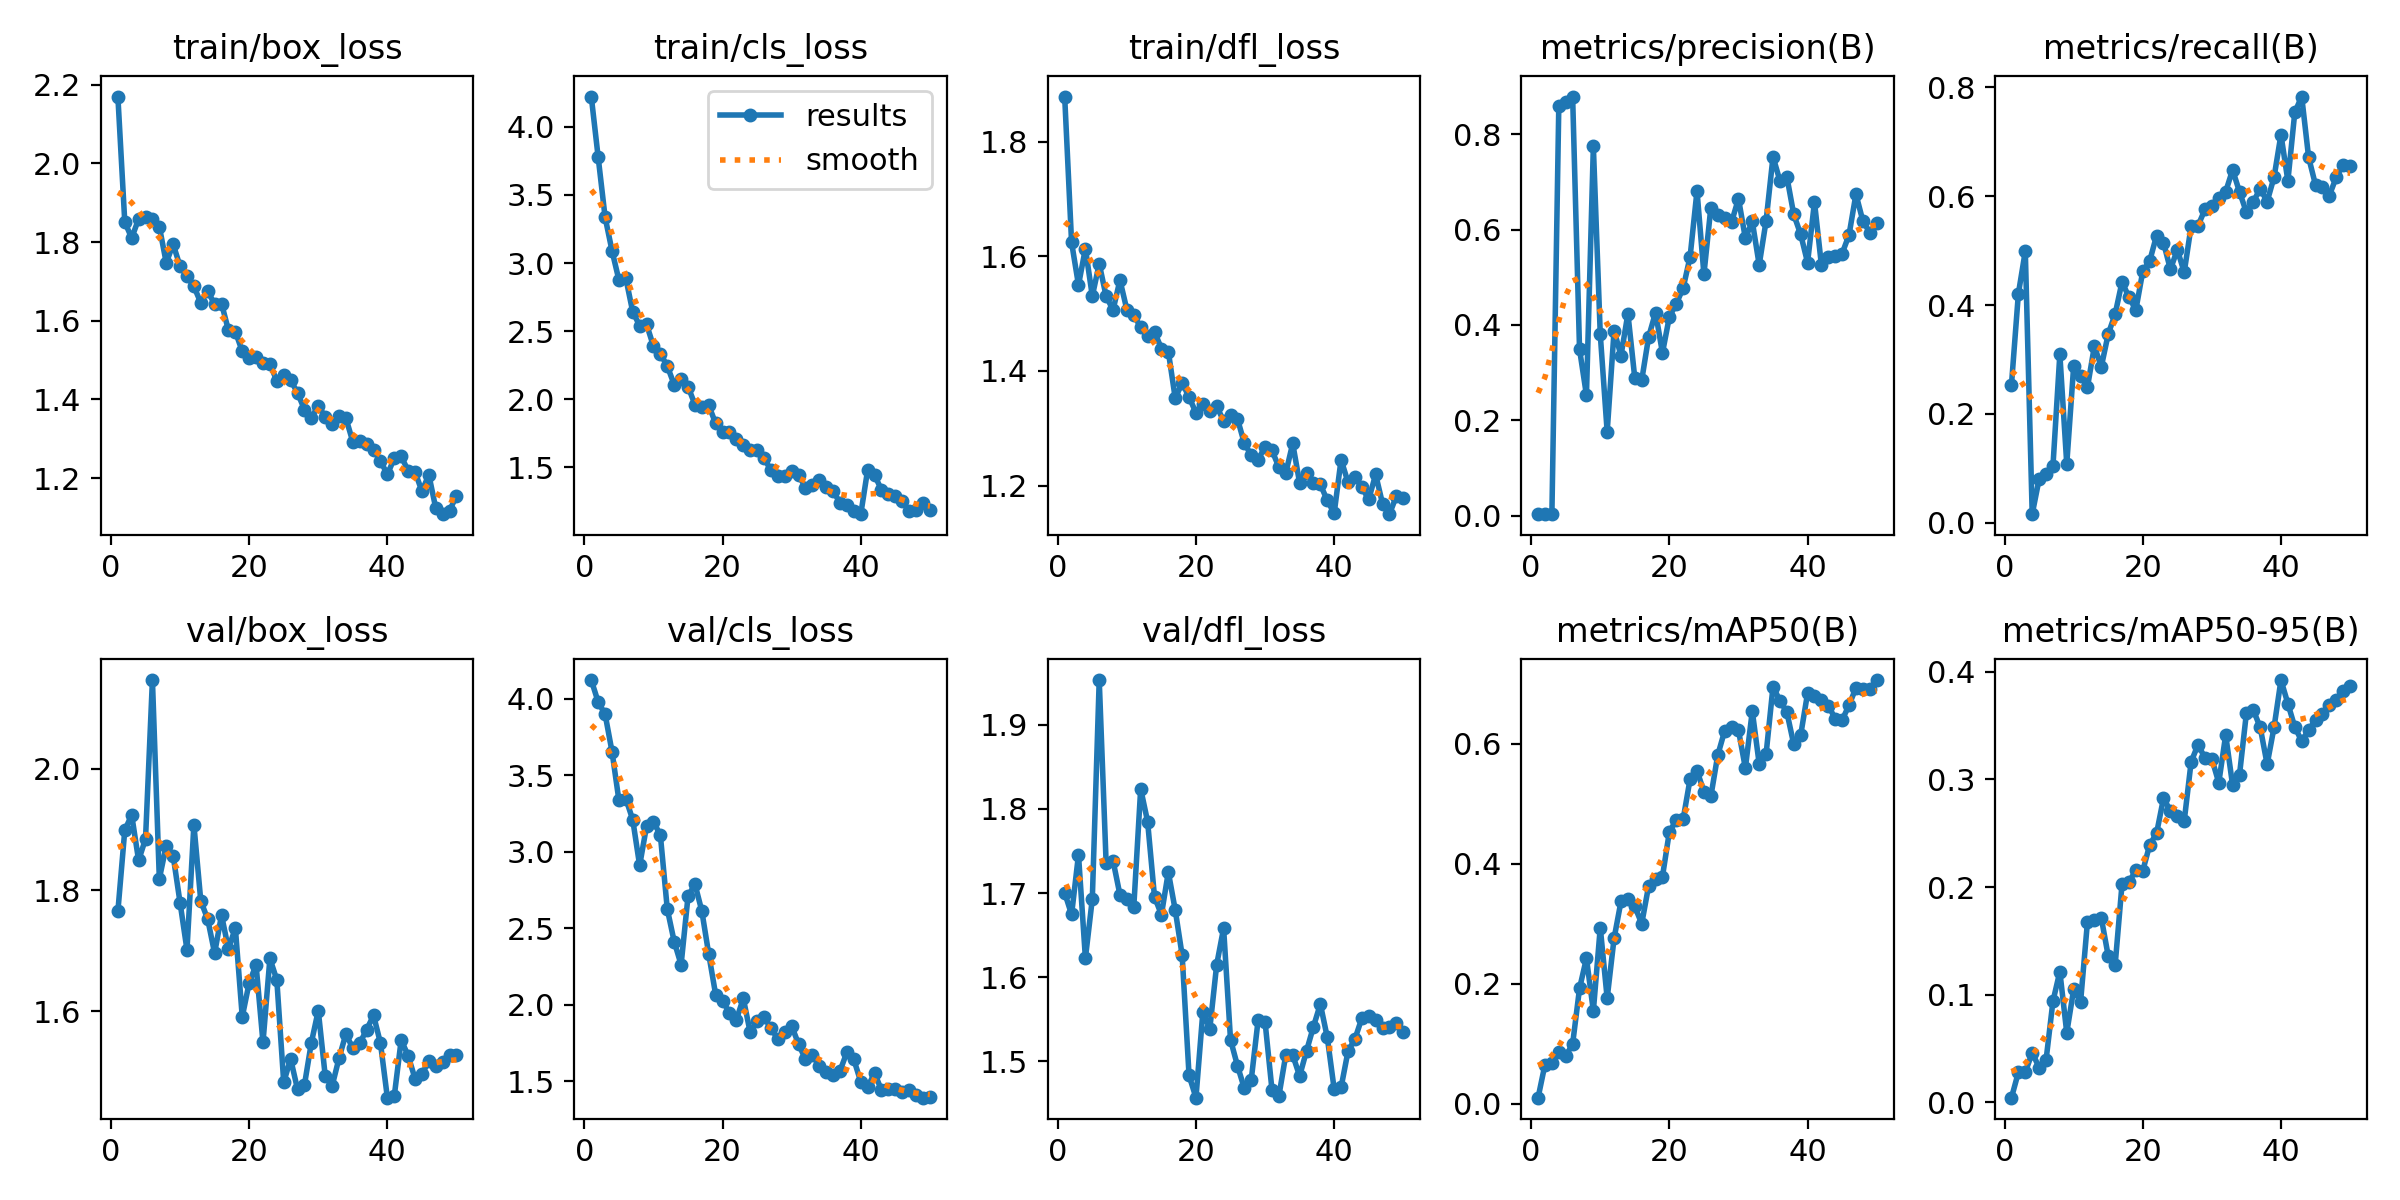 train/box_loss
2.2
2.0
1.8
1.6
1.4
1.2
0 20 40
train/cls_loss
results
smooth
4.0
3.5
3.0
2.5
2.0
1.5
0 20 40
train/dfl_loss
1.8
1.6
1.4
1.2
0 20 40
metrics/precision(B)
0.8
0.6
0.4
0.2
0.0
0 20 40
metrics/recall(B)
0.8
0.6
0.4
0.2
0.0
0 20 40
val/box_loss
2.0
1.8
1.6
0 20 40
val/cls_loss
4.0
3.5
3.0
2.5
2.0
1.5
0 20 40
val/dfl_loss
1.9
1.8
1.7
1.6
1.5
0 20 40
metrics/mAP50(B)
0.6
0.4
0.2
0.0
0 20 40
metrics/mAP50-95(B)
0.4
0.3
0.2
0.1
0.0
0 20 40